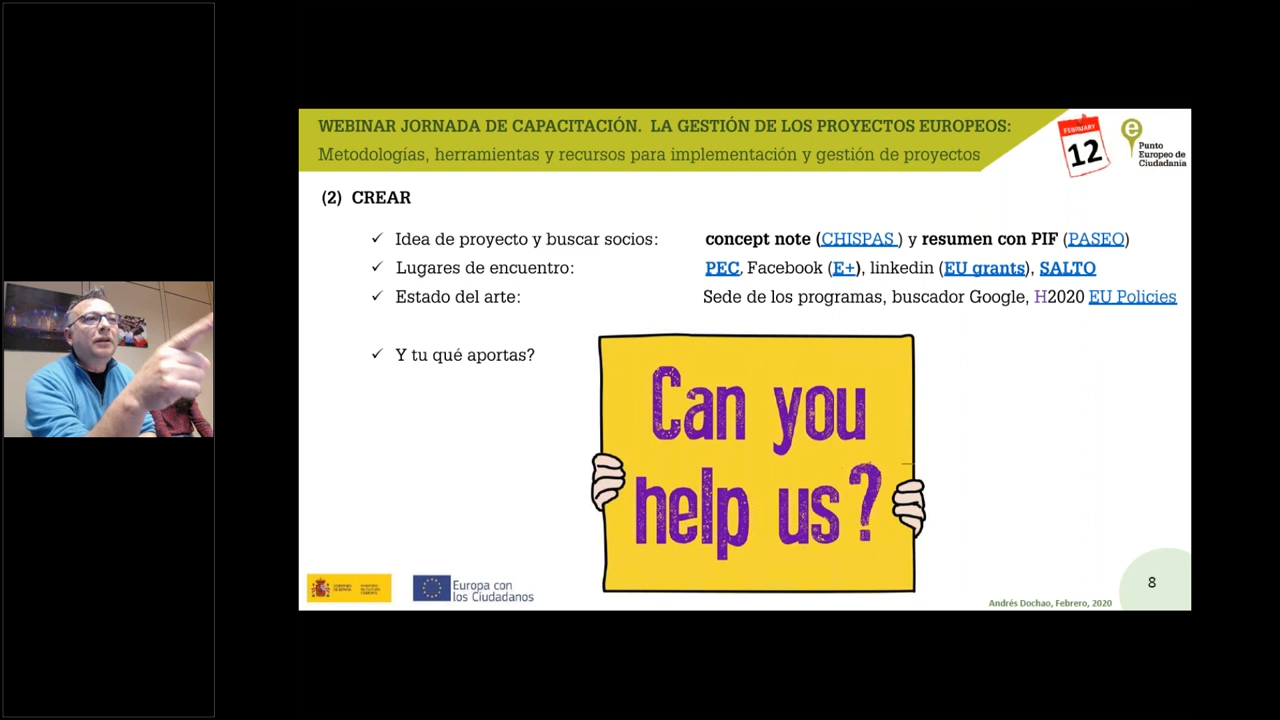 WEBINAR JORNADA DE CAPACITACIÓN. LA GESTIÓN DE LOS PROYECTOS EUROPEOS:
Metodologías, herramientas y recursos para implementación y gestión de proyectos
FEBRUARY
12
e
Punto
Europeo de
Ciudadanía
(2) CREAR
✓ Idea de proyecto y buscar socios: concept note (CHISPAS ) y resumen con PIF (PASEO)
✓ Lugares de encuentro: PEC, Facebook (E+), linkedin (EU grants), SALTO
✓ Estado del arte: Sede de los programas, buscador Google, H2020 EU Policies
✓ Y tu qué aportas?
Can you
help us?
Europa con
los Ciudadanos
Andrés Dochao, Febrero, 2020
8